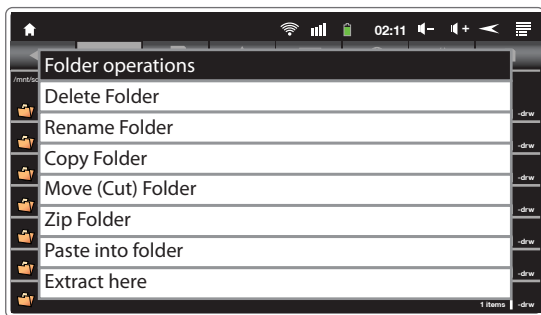 02:11
Folder operations
/mnt/sc
Delete Folder
-drw
Rename Folder
-drw
Copy Folder
-drw
Move (Cut) Folder
-drw
Zip Folder
-drw
Paste into folder
-drw
Extract here
1 items -drw